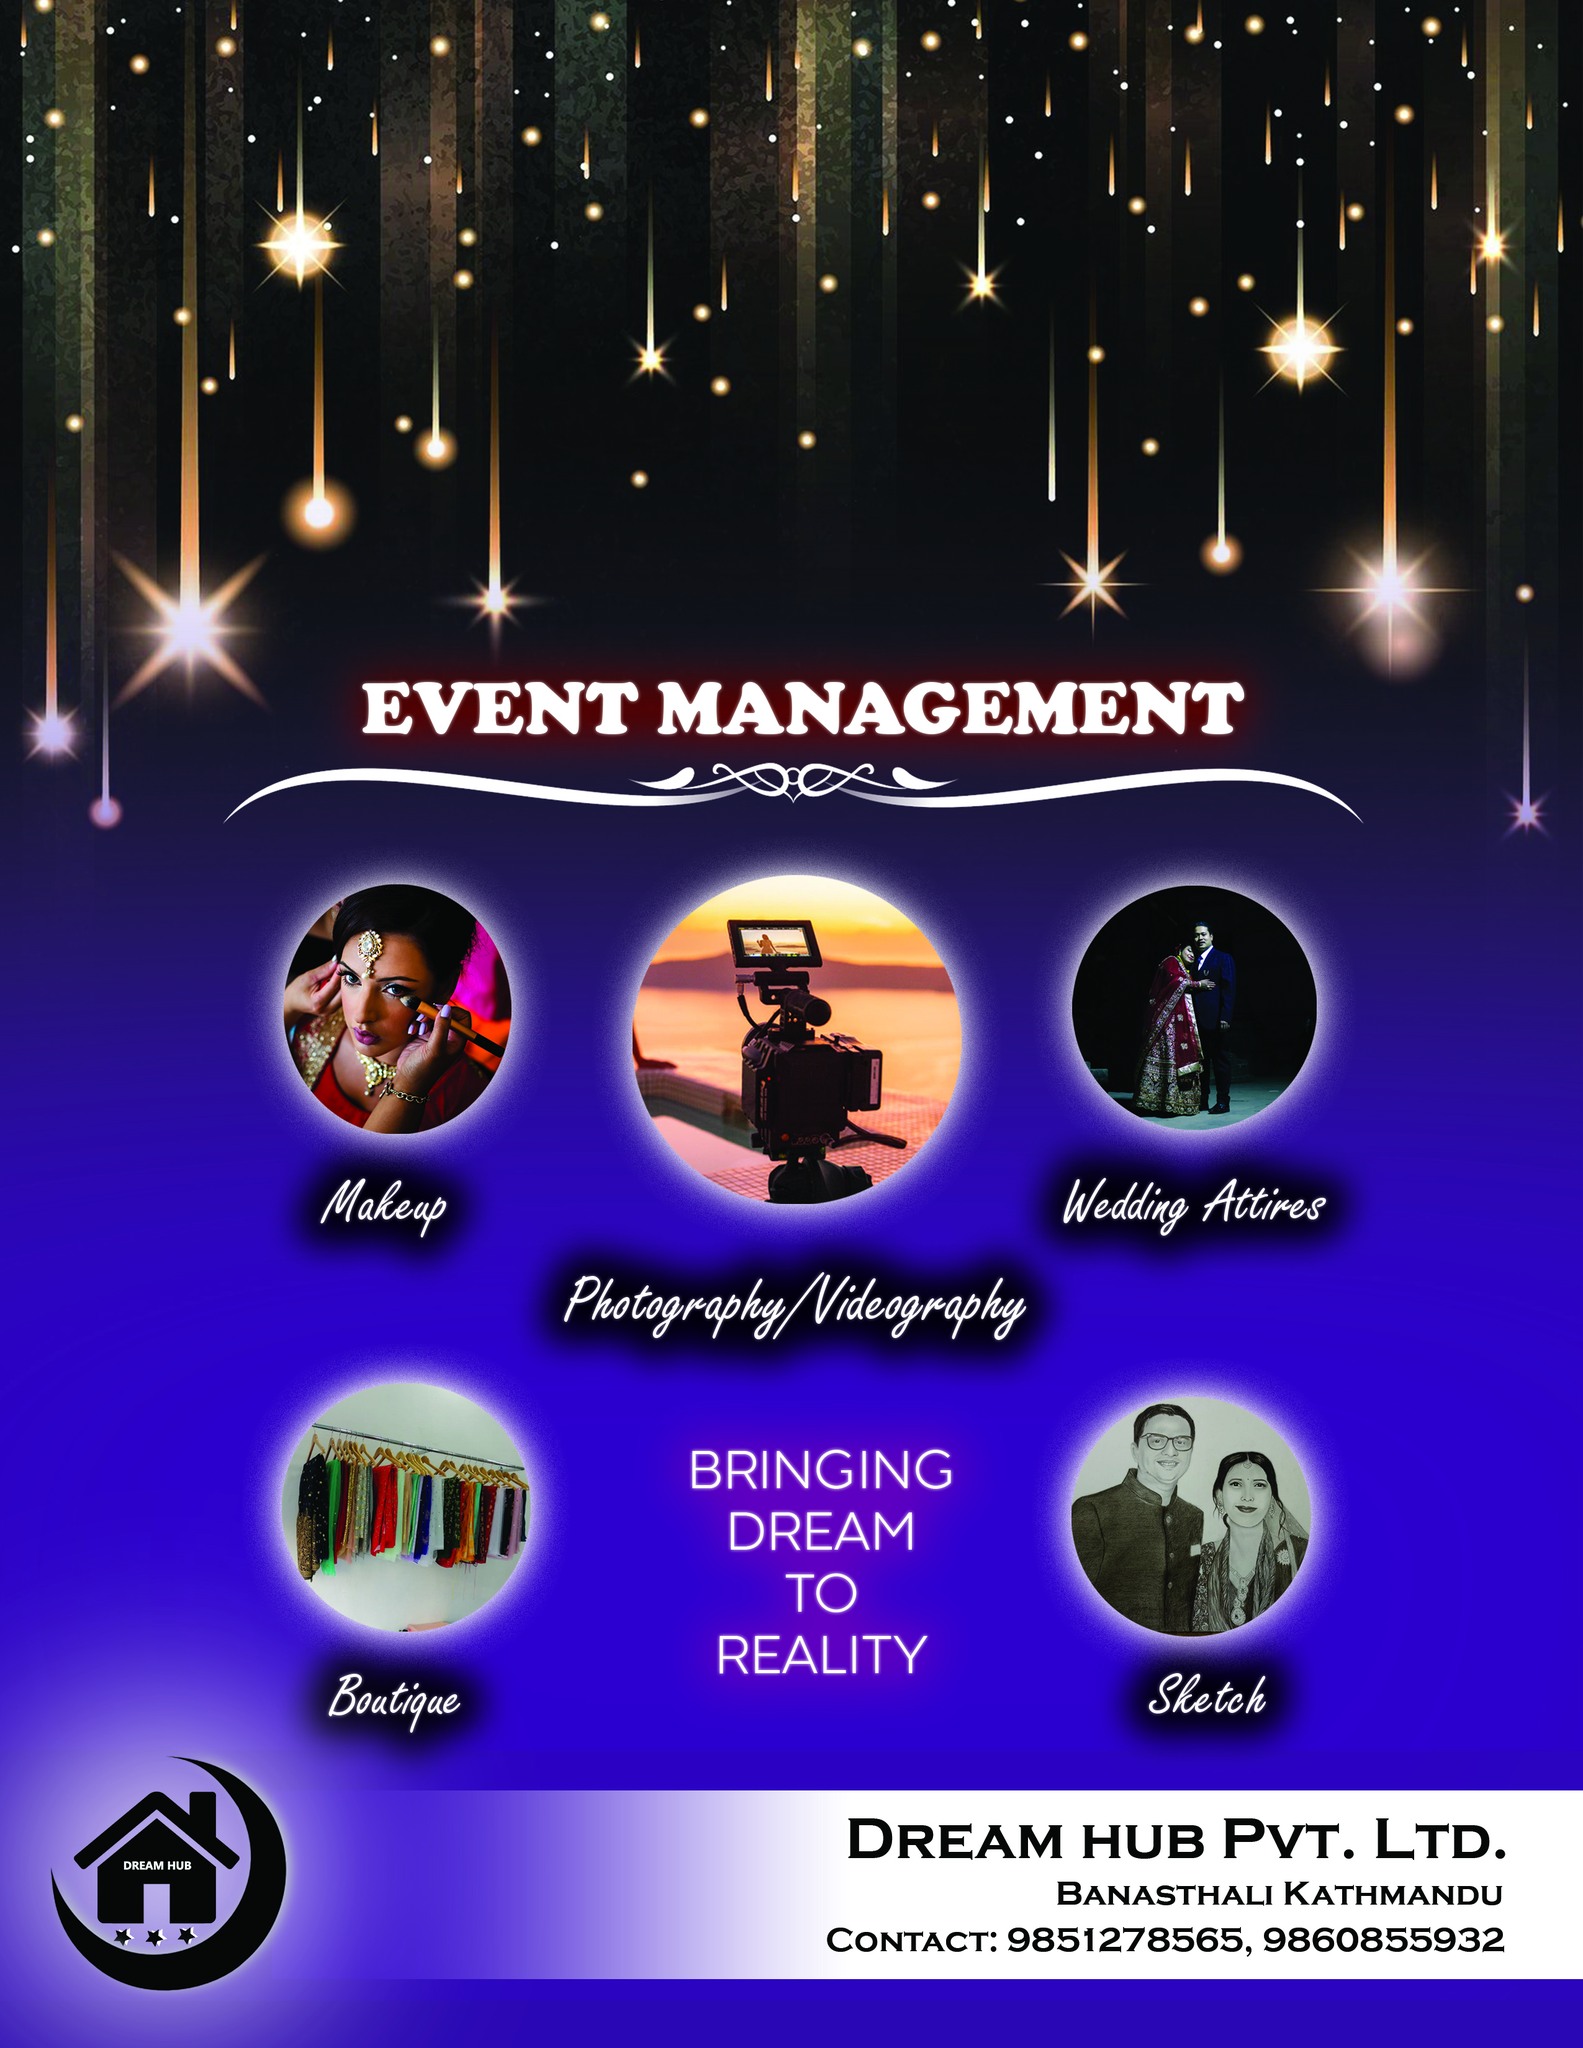 EVENT MANAGEMENT
Makeup
Wedding Attires
Photography/Videography
BRINGING
DREAM
TO
REALITY
Boutique
Sketch
DREAM HUB
DREAM HUB PVT. LTD.
BANASTHALI KATHMANDU
CONTACT: 9851278565, 9860855932